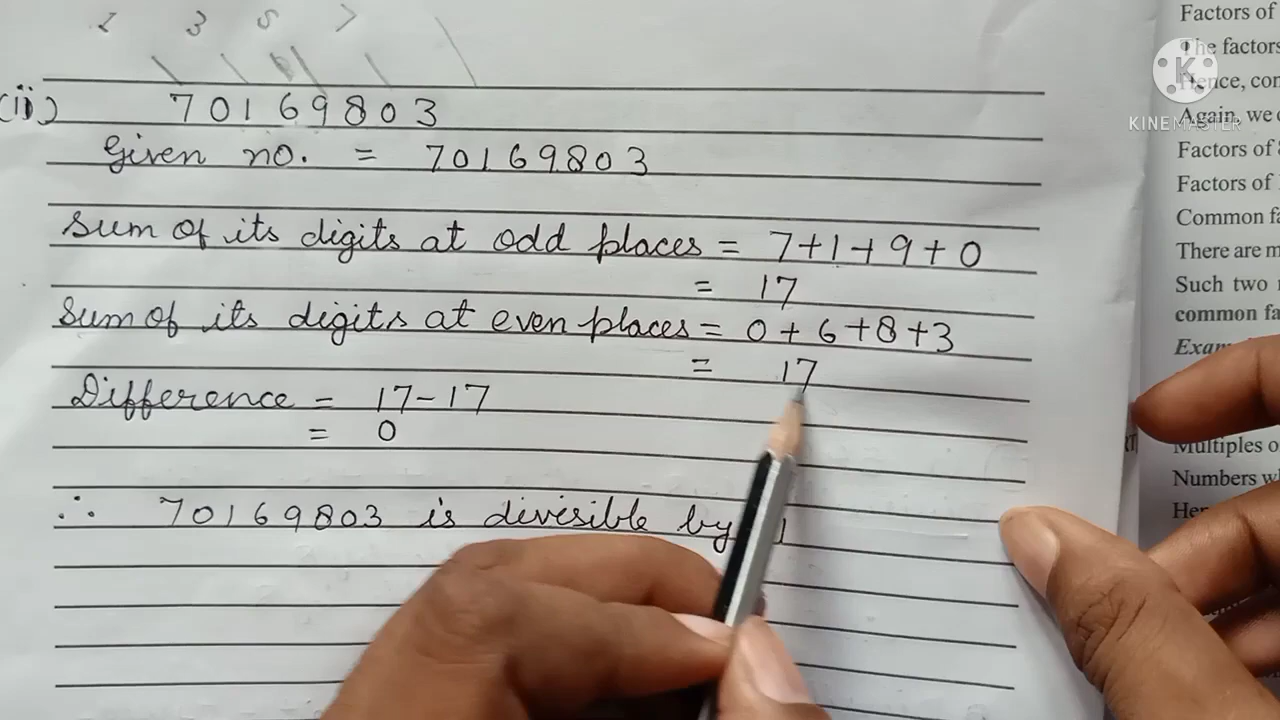 1 3 5 7
(ii) 70169803
Given no. = 70169803
Sum of its digits at odd places = 7+1+9+0
= 17
Sum of its digits at even places = 0+6+8+3
= 17
Difference = 17-17
= 0
∴ 70169803 is divisible by
Factors of
The factors
Hence, con
Again, we
Factors of
Factors of
Common fa
There are m
Such two
common fa
Exam
Multiples o
Numbers w
Her
K
KINEMASTER